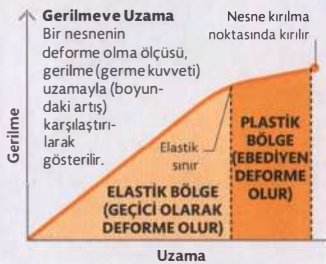 Gerilme ve Uzama
Bir nesnenin
deforme olma ölçüsü,
gerilme (germe kuvveti)
uzamayla (boyun-
daki artış)
karşılaştırı-
larak
gösterilir.
Nesne kırılma
noktasında kırılır
Gerilme
Elastik
sınır
PLASTİK
BÖLGE
(EBEDİYEN
DEFORME
OLUR)
ELASTİK BÖLGE
(GEÇİCİ OLARAK
DEFORME OLUR)
Uzama